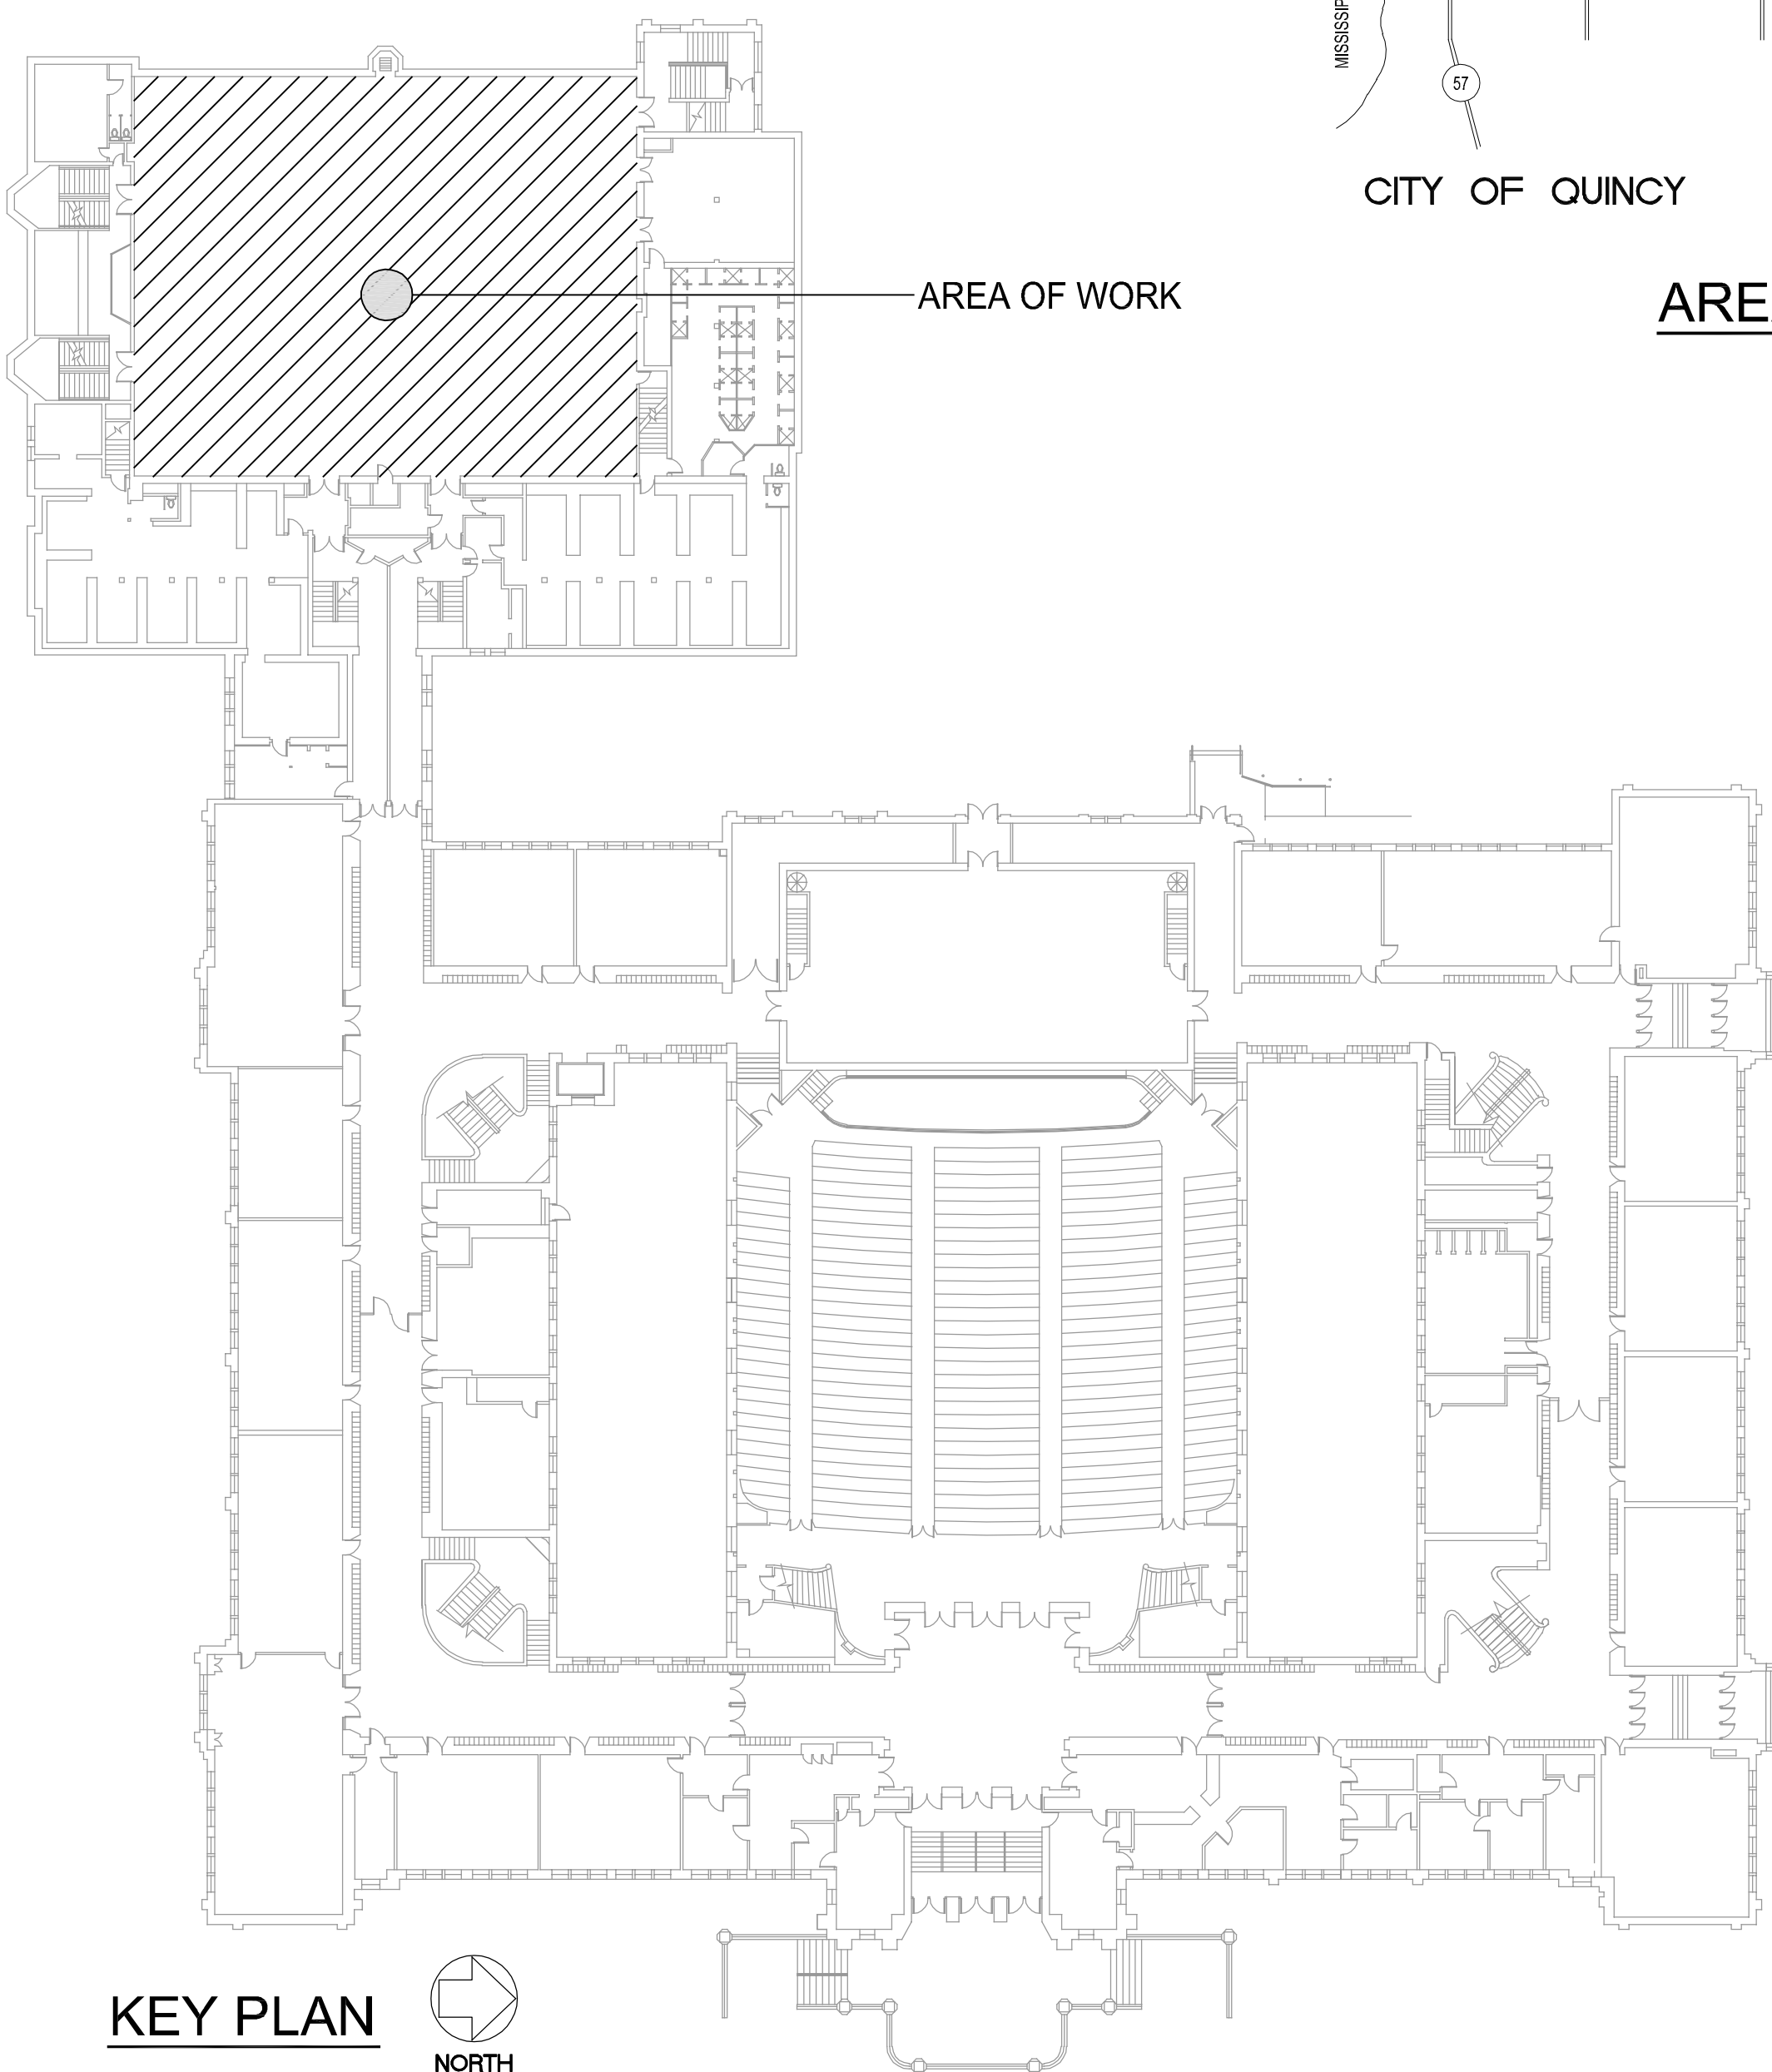 MISSISSIP
57
CITY OF QUINCY
AREA OF WORK
ARE
KEY PLAN
NORTH